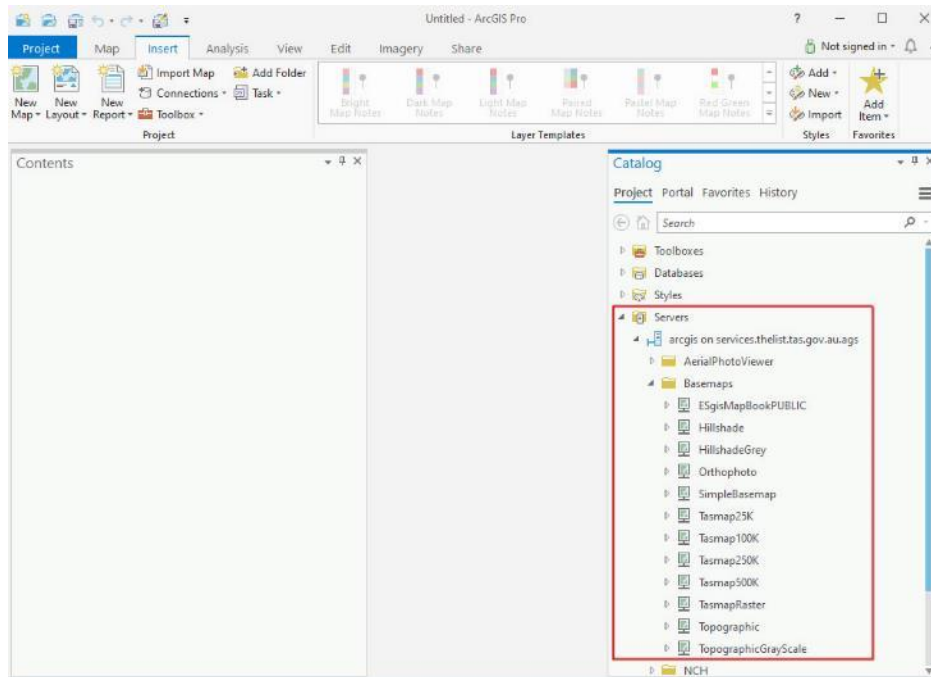 Untitled - ArcGIS Pro
?
Project Map Insert Analysis View Edit Imagery Share
Not signed in
New Map
New Layout
New Report
Import Map
Connections
Toolbox
Add Folder
Task
Project
Bright Map Notes
Dark Map Notes
Light Map Notes
Paired Map Notes
Pastel Map Notes
Red Green Map Notes
Layer Templates
Add
New
Import
Styles
Add Item
Favorites
Contents
Catalog
Project Portal Favorites History
Search
Toolboxes
Databases
Styles
Servers
arcgis on services.thelist.tas.gov.au.ags
AerialPhotoViewer
Basemaps
ESgisMapBookPUBLIC
Hillshade
HillshadeGrey
Orthophoto
SimpleBasemap
Tasmap25K
Tasmap100K
Tasmap250K
Tasmap500K
TasmapRaster
Topographic
TopographicGrayScale
NCH